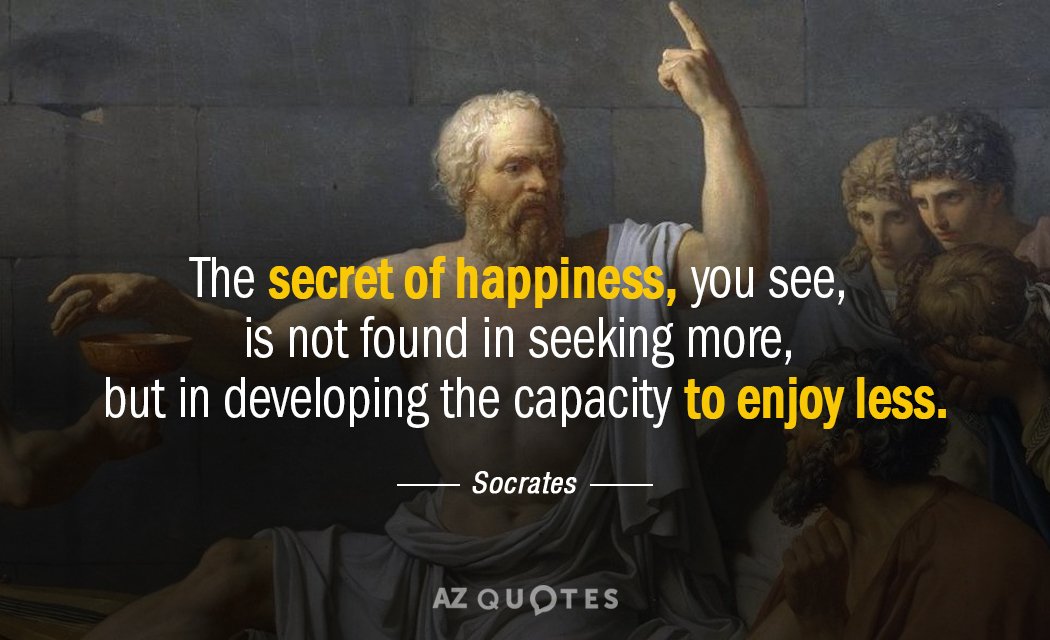 The secret of happiness, you see,
is not found in seeking more,
but in developing the capacity to enjoy less.
Socrates
AZ QUOTES